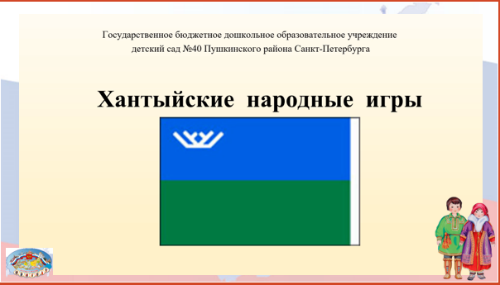 Государственное бюджетное дошкольное образовательное учреждение
детский сад №40 Пушкинского района Санкт-Петербурга
Хантыйские народные игры